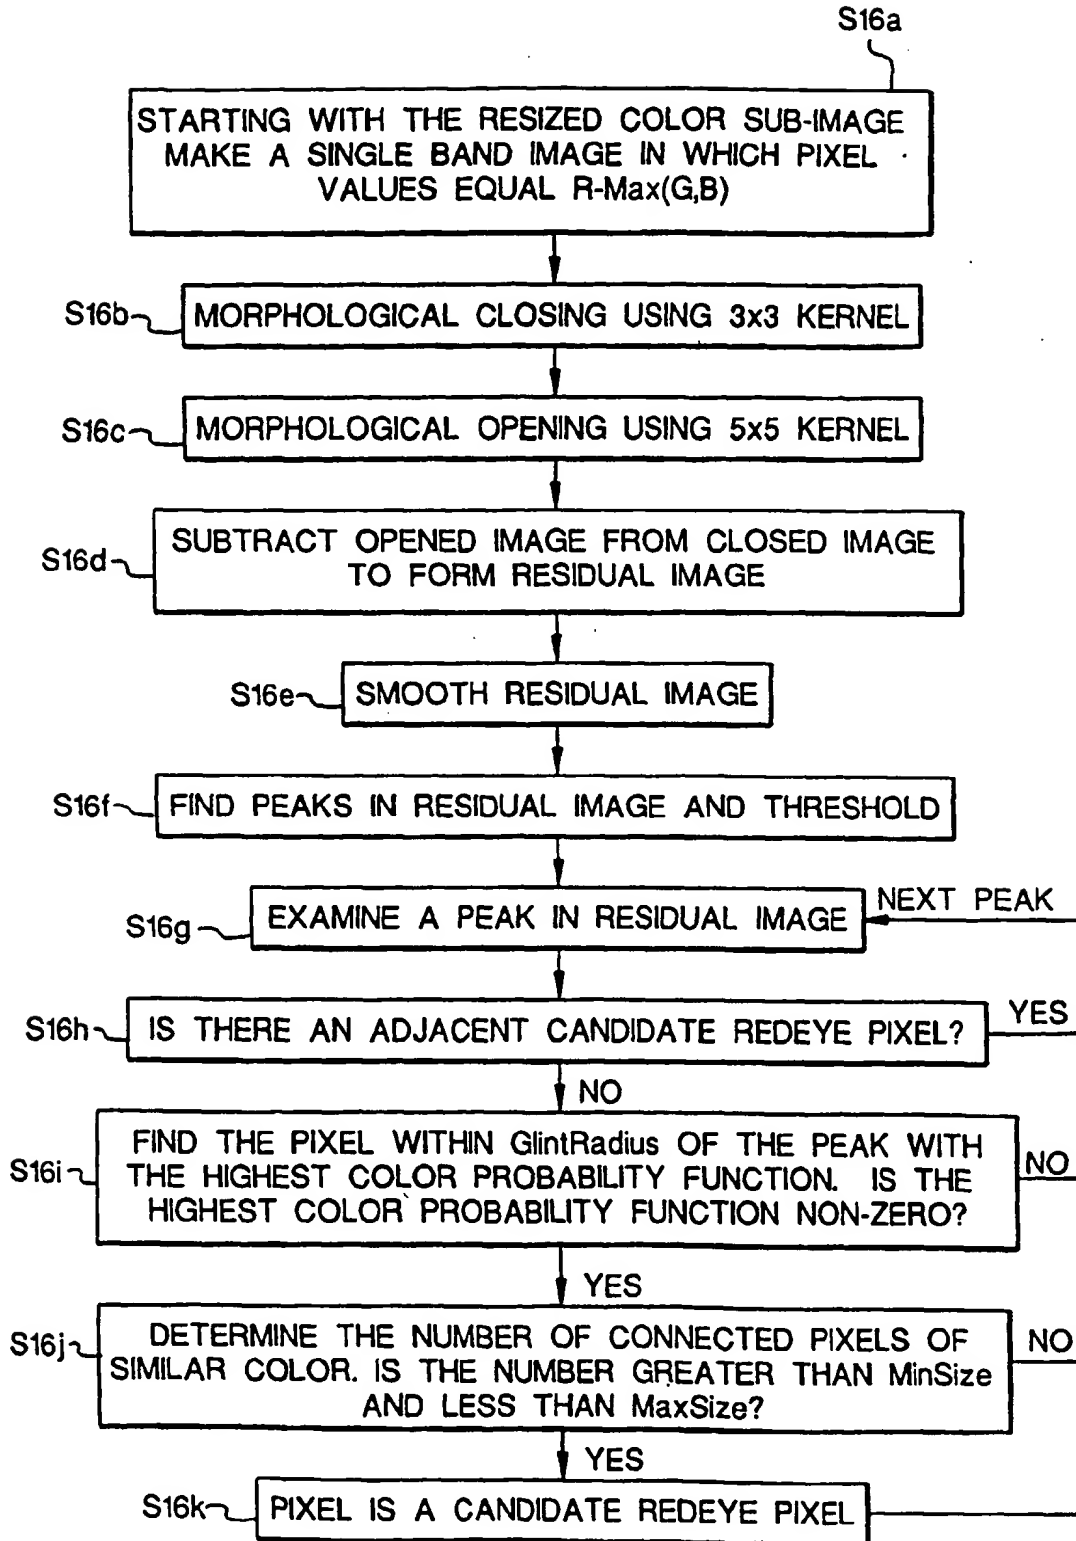 S16a
STARTING WITH THE RESIZED COLOR SUB-IMAGE
MAKE A SINGLE BAND IMAGE IN WHICH PIXEL
VALUES EQUAL R-Max(G,B)
S16b
MORPHOLOGICAL CLOSING USING 3x3 KERNEL
S16c
MORPHOLOGICAL OPENING USING 5x5 KERNEL
S16d
SUBTRACT OPENED IMAGE FROM CLOSED IMAGE
TO FORM RESIDUAL IMAGE
S16e
SMOOTH RESIDUAL IMAGE
S16f
FIND PEAKS IN RESIDUAL IMAGE AND THRESHOLD
S16g
EXAMINE A PEAK IN RESIDUAL IMAGE
NEXT PEAK
S16h
IS THERE AN ADJACENT CANDIDATE REDEYE PIXEL?
YES
NO
S16i
FIND THE PIXEL WITHIN GlintRadius OF THE PEAK WITH
THE HIGHEST COLOR PROBABILITY FUNCTION. IS THE
HIGHEST COLOR PROBABILITY FUNCTION NON-ZERO?
NO
YES
S16j
DETERMINE THE NUMBER OF CONNECTED PIXELS OF
SIMILAR COLOR. IS THE NUMBER GREATER THAN MinSize
AND LESS THAN MaxSize?
NO
YES
S16k
PIXEL IS A CANDIDATE REDEYE PIXEL